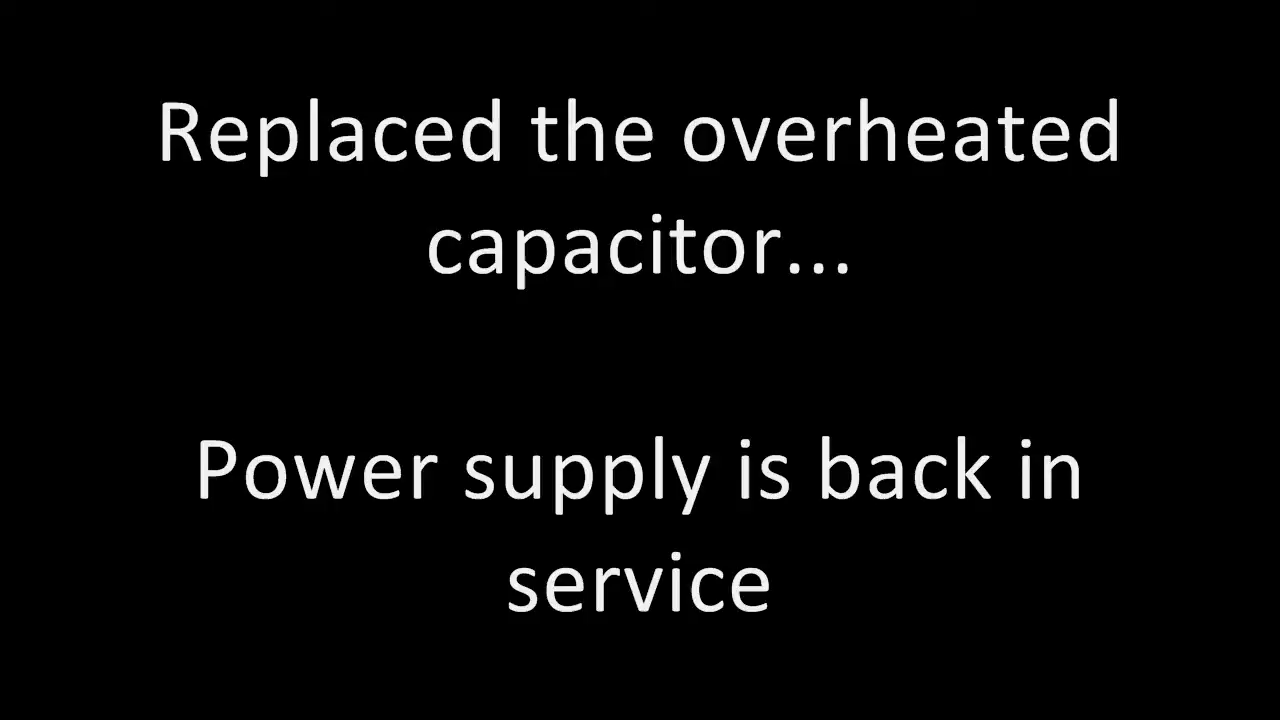 Replaced the overheated
capacitor...
Power supply is back in
service